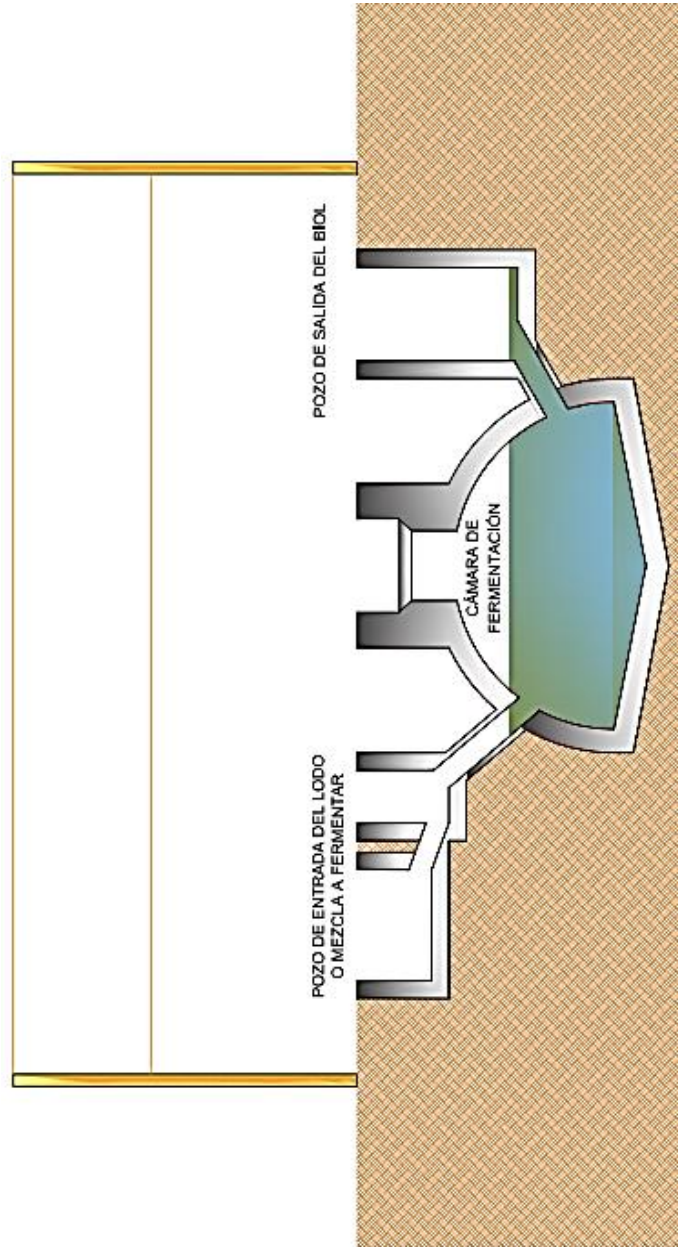 POZO DE ENTRADA DEL LODO
O MEZCLA A FERMENTAR
CÁMARA DE
FERMENTACIÓN
POZO DE SALIDA DEL BIOL